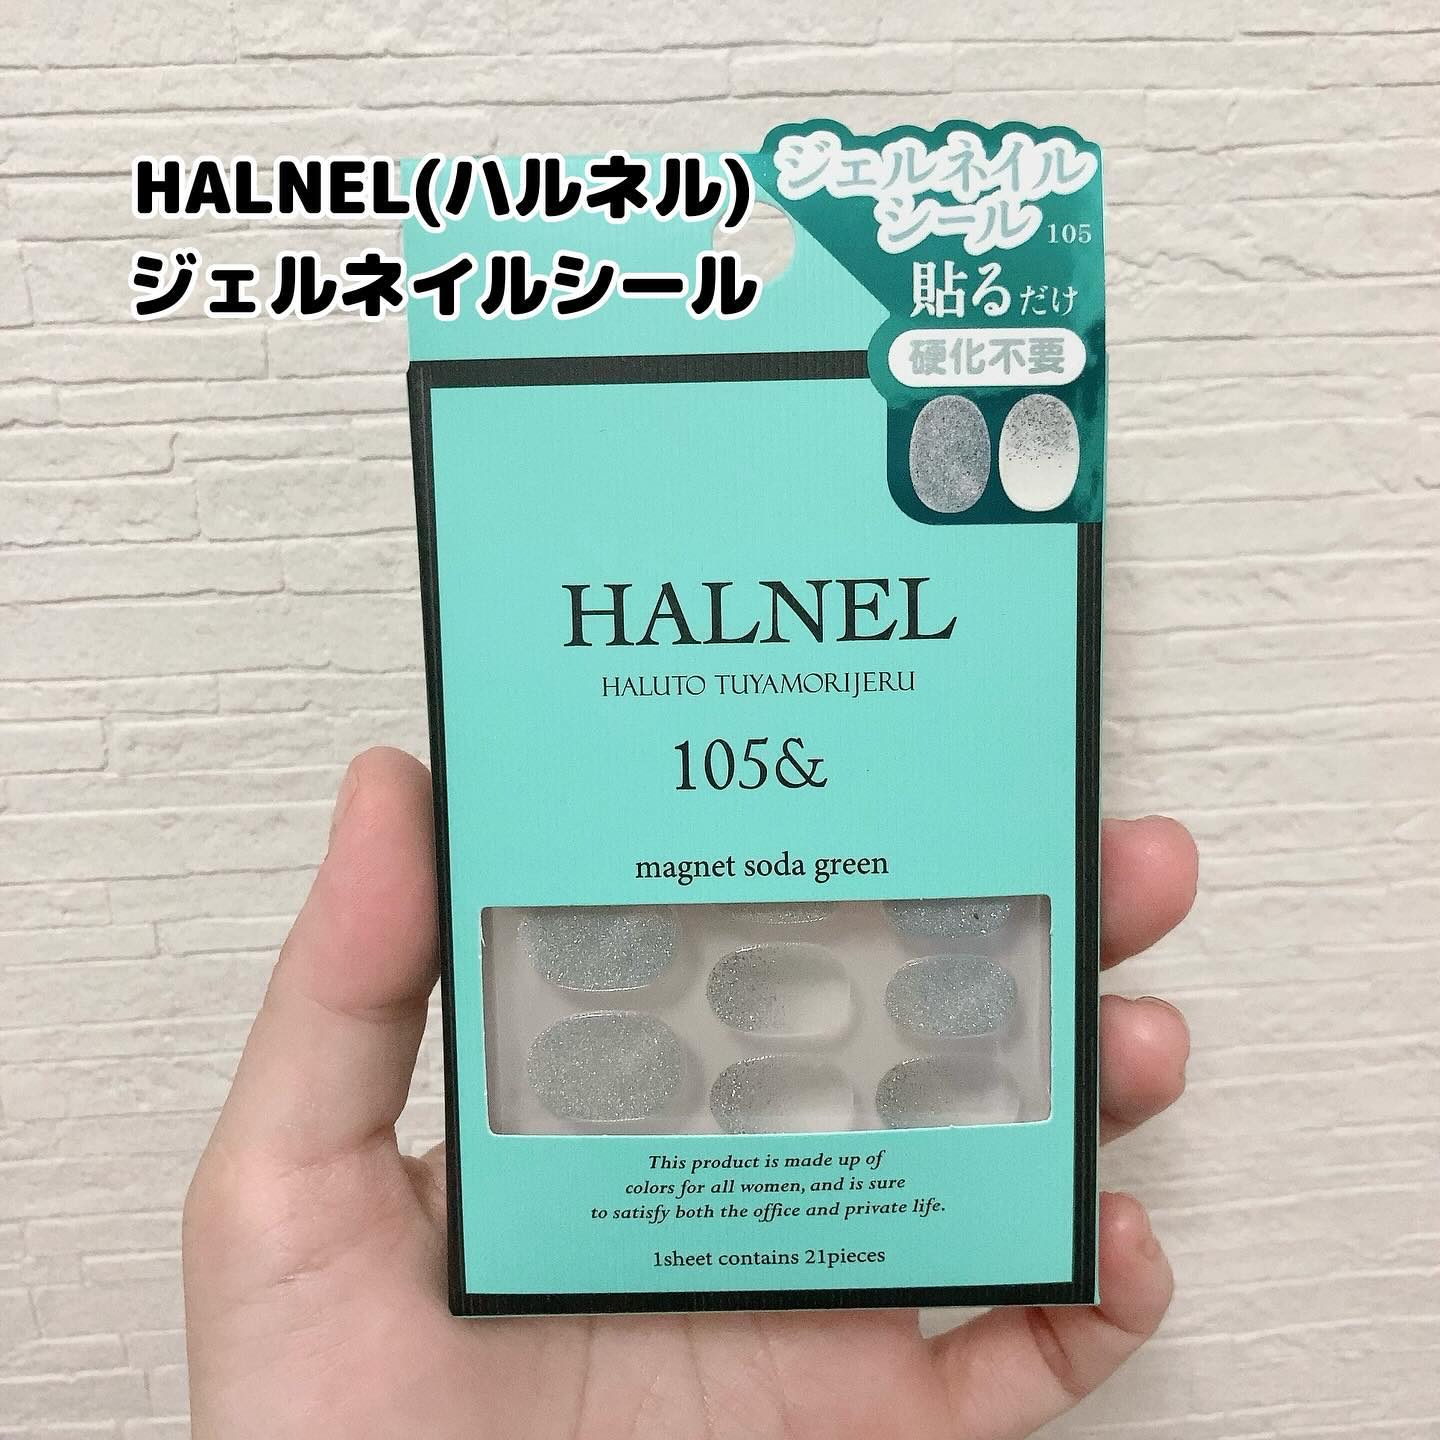 HALNEL(ハルネル)
ジェルネイルシール
ジェルネイル
シール 105
貼るだけ
硬化不要
HALNEL
HALUTO TUYAMORIJERU
105&
magnet soda green
This product is made up of
colors for all women, and is sure
to satisfy both the office and private life.
1sheet contains 21pieces